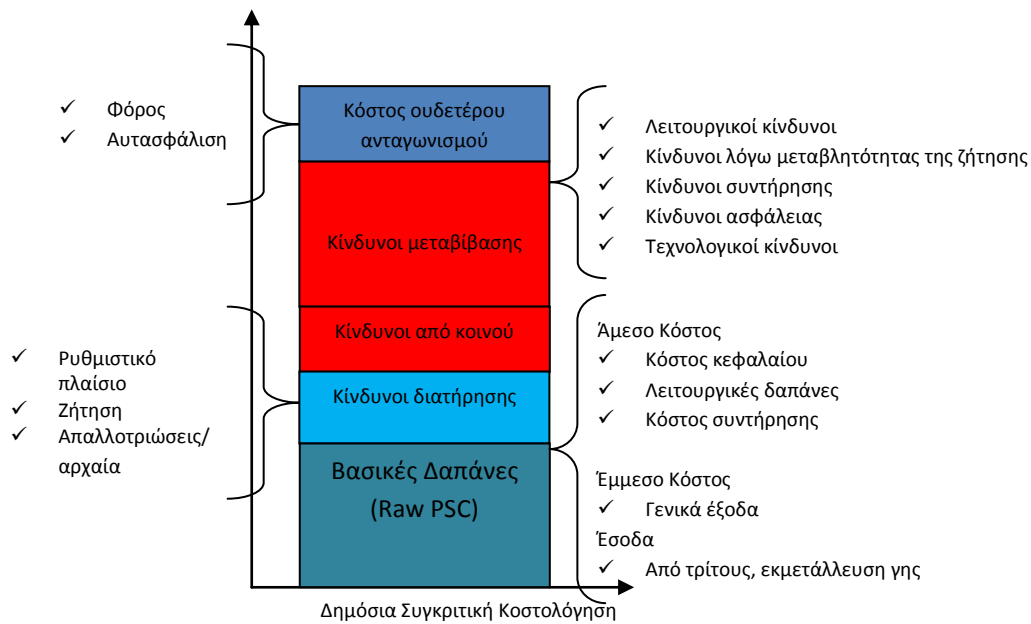 ✓ Φόρος
✓ Αυτασφάλιση
✓ Ρυθμιστικό
πλαίσιο
✓ Ζήτηση
✓ Απαλλοτριώσεις/
αρχαία
Κόστος ουδετέρου
ανταγωνισμού
Κίνδυνοι μεταβίβασης
Κίνδυνοι από κοινού
Κίνδυνοι διατήρησης
Βασικές Δαπάνες
(Raw PSC)
✓ Λειτουργικοί κίνδυνοι
✓ Κίνδυνοι λόγω μεταβλητότητας της ζήτησης
✓ Κίνδυνοι συντήρησης
✓ Κίνδυνοι ασφάλειας
✓ Τεχνολογικοί κίνδυνοι
Άμεσο Κόστος
✓ Κόστος κεφαλαίου
✓ Λειτουργικές δαπάνες
✓ Κόστος συντήρησης
Έμμεσο Κόστος
✓ Γενικά έξοδα
Έσοδα
✓ Από τρίτους, εκμετάλλευση γης
Δημόσια Συγκριτική Κοστολόγηση